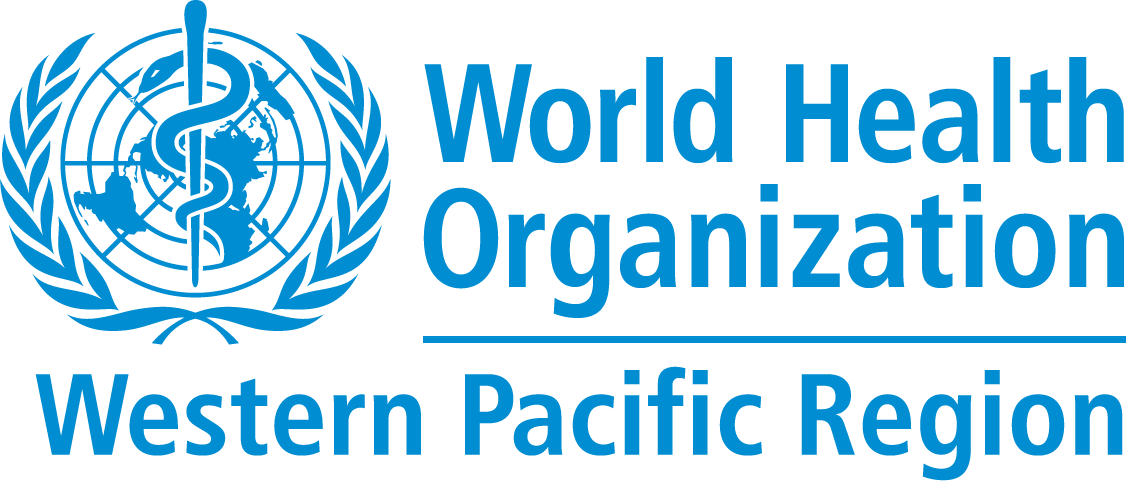 World Health
Organization
Western Pacific Region